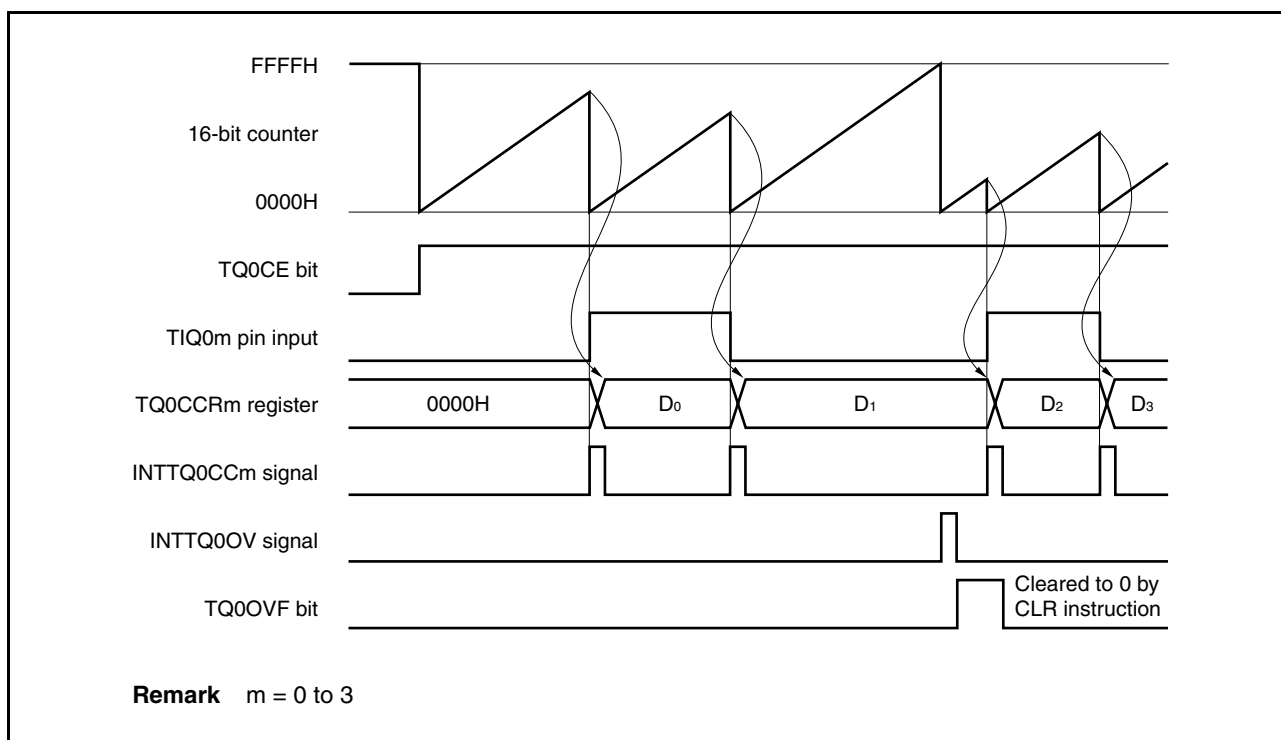 FFFFH
16-bit counter
0000H
TQ0CE bit
TIQ0m pin input
TQ0CCRm register
0000H
D0
D1
D2
D3
INTTQ0CCm signal
INTTQ0OV signal
TQ0OVF bit
Cleared to 0 by
CLR instruction
Remark m = 0 to 3